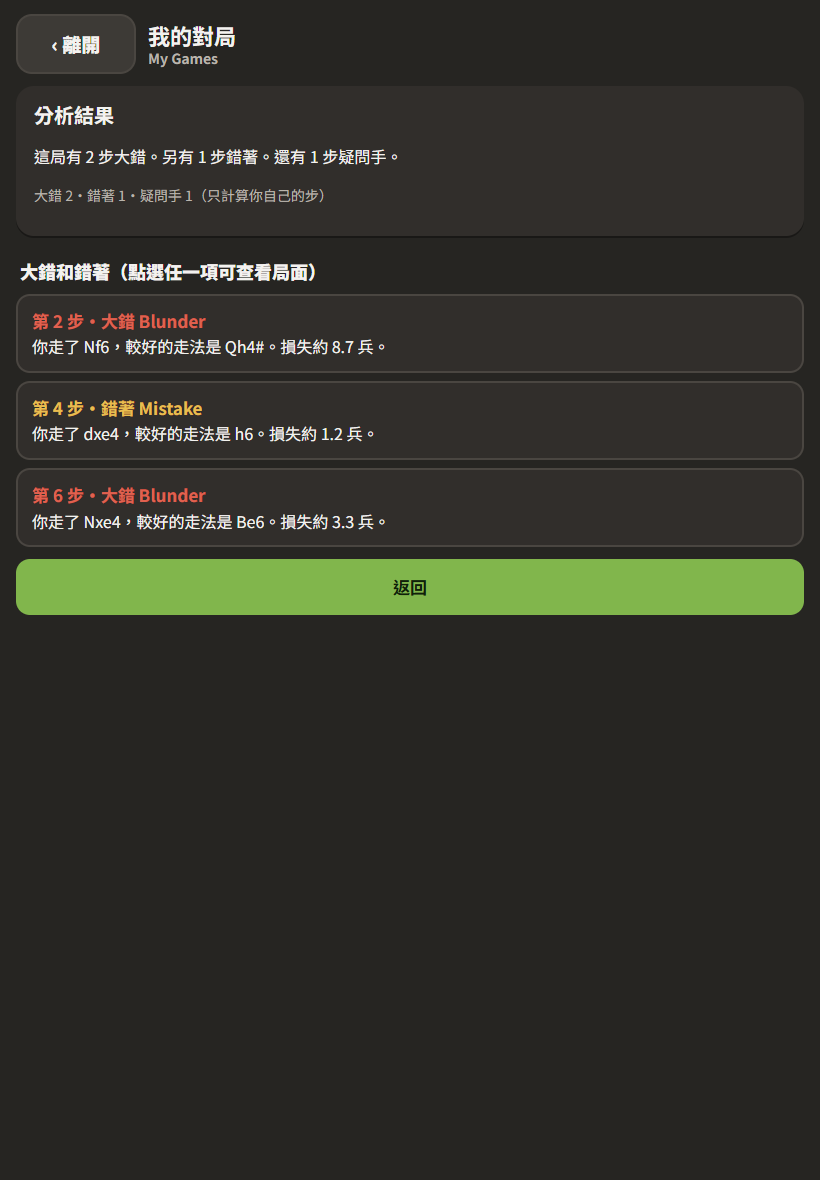 ‹ 離開
我的對局
My Games
分析結果
這局有 2 步大錯。另有 1 步錯著。還有 1 步疑問手。
大錯 2・錯著 1・疑問手 1（只計算你自己的步）
大錯和錯著（點選任一項可查看局面）
第 2 步・大錯 Blunder
你走了 Nf6，較好的走法是 Qh4#。損失約 8.7 兵。
第 4 步・錯著 Mistake
你走了 dxe4，較好的走法是 h6。損失約 1.2 兵。
第 6 步・大錯 Blunder
你走了 Nxe4，較好的走法是 Be6。損失約 3.3 兵。
返回